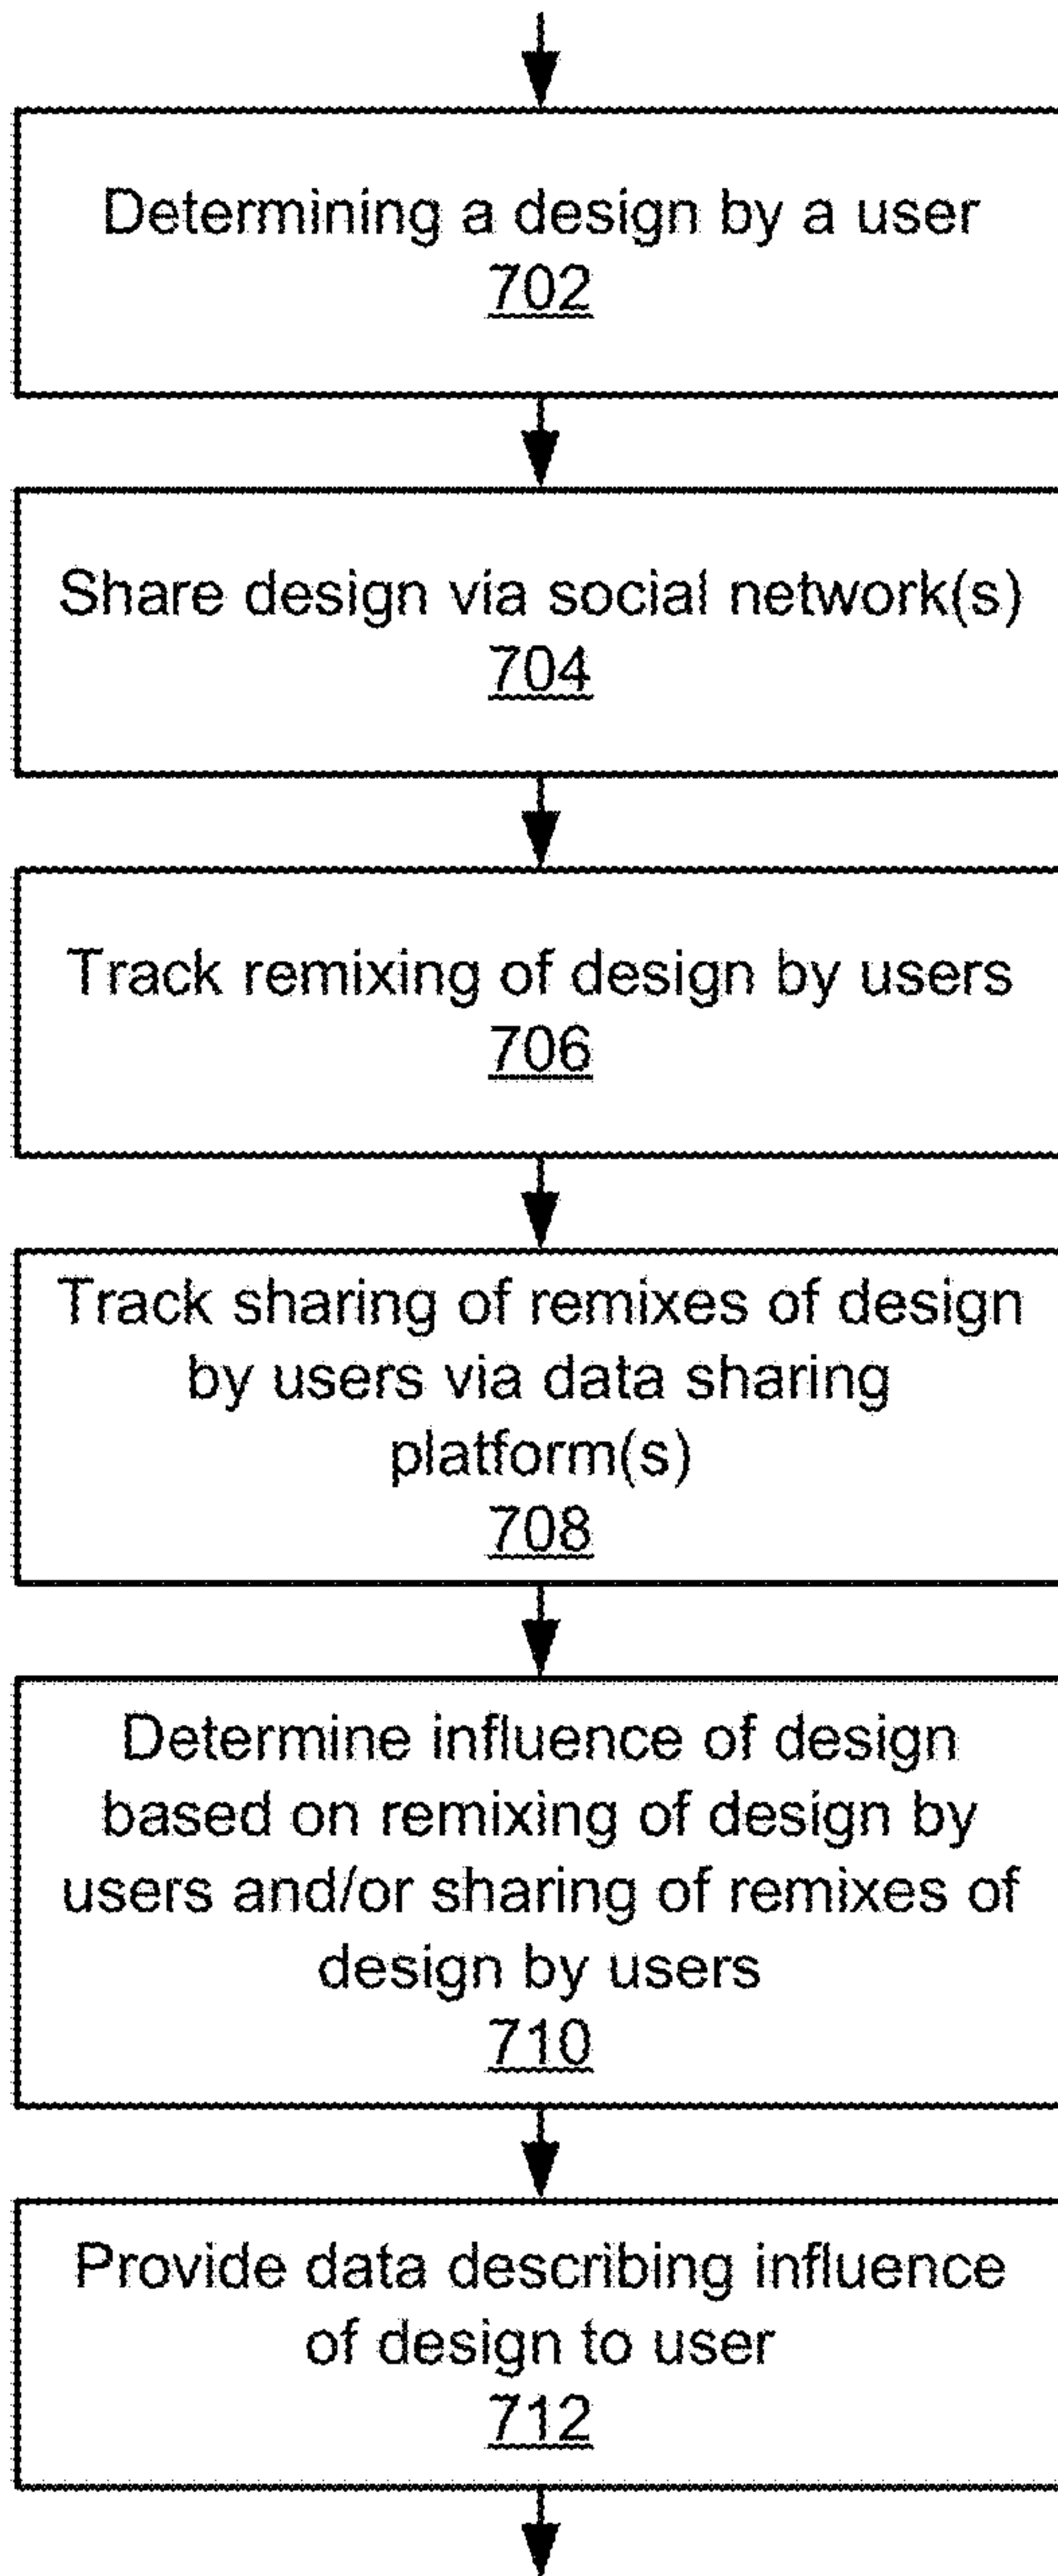 Determining a design by a user
702
Share design via social network(s)
704
Track remixing of design by users
706
Track sharing of remixes of design
by users via data sharing
platform(s)
708
Determine influence of design
based on remixing of design by
users and/or sharing of remixes of
design by users
710
Provide data describing influence
of design to user
712